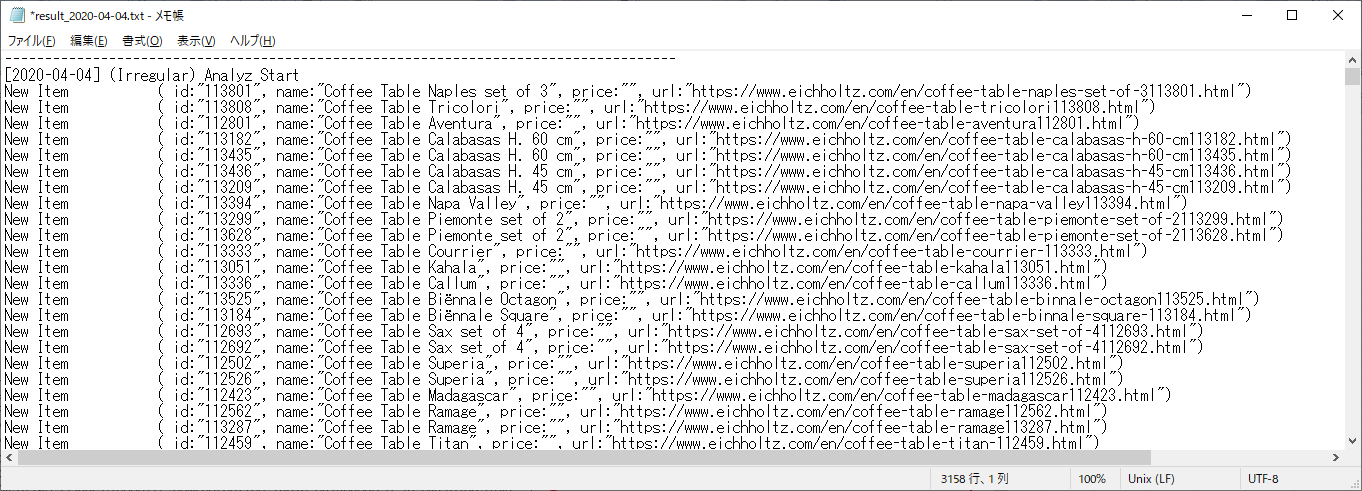 *result_2020-04-04.txt - メモ帳
ファイル(F) 編集(E) 書式(O) 表示(V) ヘルプ(H)
------------------------------------------------------------------------------------
[2020-04-04] (Irregular) Analyz Start
New Item ( id:"113801", name:"Coffee Table Naples set of 3", price:"", url:"https://www.eichholtz.com/en/coffee-table-naples-set-of-3113801.html")
New Item ( id:"113808", name:"Coffee Table Tricolori", price:"", url:"https://www.eichholtz.com/en/coffee-table-tricolori113808.html")
New Item ( id:"112801", name:"Coffee Table Aventura", price:"", url:"https://www.eichholtz.com/en/coffee-table-aventura112801.html")
New Item ( id:"113182", name:"Coffee Table Calabasas H. 60 cm", price:"", url:"https://www.eichholtz.com/en/coffee-table-calabasas-h-60-cm113182.html")
New Item ( id:"113435", name:"Coffee Table Calabasas H. 60 cm", price:"", url:"https://www.eichholtz.com/en/coffee-table-calabasas-h-60-cm113435.html")
New Item ( id:"113436", name:"Coffee Table Calabasas H. 45 cm", price:"", url:"https://www.eichholtz.com/en/coffee-table-calabasas-h-45-cm113436.html")
New Item ( id:"113209", name:"Coffee Table Calabasas H. 45 cm", price:"", url:"https://www.eichholtz.com/en/coffee-table-calabasas-h-45-cm113209.html")
New Item ( id:"113394", name:"Coffee Table Napa Valley", price:"", url:"https://www.eichholtz.com/en/coffee-table-napa-valley113394.html")
New Item ( id:"113299", name:"Coffee Table Piemonte set of 2", price:"", url:"https://www.eichholtz.com/en/coffee-table-piemonte-set-of-2113299.html")
New Item ( id:"113628", name:"Coffee Table Piemonte set of 2", price:"", url:"https://www.eichholtz.com/en/coffee-table-piemonte-set-of-2113628.html")
New Item ( id:"113333", name:"Coffee Table Courrier", price:"", url:"https://www.eichholtz.com/en/coffee-table-courrier-113333.html")
New Item ( id:"113051", name:"Coffee Table Kahala", price:"", url:"https://www.eichholtz.com/en/coffee-table-kahala113051.html")
New Item ( id:"113336", name:"Coffee Table Callum", price:"", url:"https://www.eichholtz.com/en/coffee-table-callum113336.html")
New Item ( id:"113525", name:"Coffee Table Biënnale Octagon", price:"", url:"https://www.eichholtz.com/en/coffee-table-binnale-octagon113525.html")
New Item ( id:"113184", name:"Coffee Table Biënnale Square", price:"", url:"https://www.eichholtz.com/en/coffee-table-binnale-square-113184.html")
New Item ( id:"112693", name:"Coffee Table Sax set of 4", price:"", url:"https://www.eichholtz.com/en/coffee-table-sax-set-of-4112693.html")
New Item ( id:"112692", name:"Coffee Table Sax set of 4", price:"", url:"https://www.eichholtz.com/en/coffee-table-sax-set-of-4112692.html")
New Item ( id:"112502", name:"Coffee Table Superia", price:"", url:"https://www.eichholtz.com/en/coffee-table-superia112502.html")
New Item ( id:"112526", name:"Coffee Table Superia", price:"", url:"https://www.eichholtz.com/en/coffee-table-superia112526.html")
New Item ( id:"112423", name:"Coffee Table Madagascar", price:"", url:"https://www.eichholtz.com/en/coffee-table-madagascar112423.html")
New Item ( id:"112562", name:"Coffee Table Ramage", price:"", url:"https://www.eichholtz.com/en/coffee-table-ramage112562.html")
New Item ( id:"113287", name:"Coffee Table Ramage", price:"", url:"https://www.eichholtz.com/en/coffee-table-ramage113287.html")
New Item ( id:"112459", name:"Coffee Table Titan", price:"", url:"https://www.eichholtz.com/en/coffee-table-titan-112459.html")
3158 行、1 列 100% Unix (LF) UTF-8